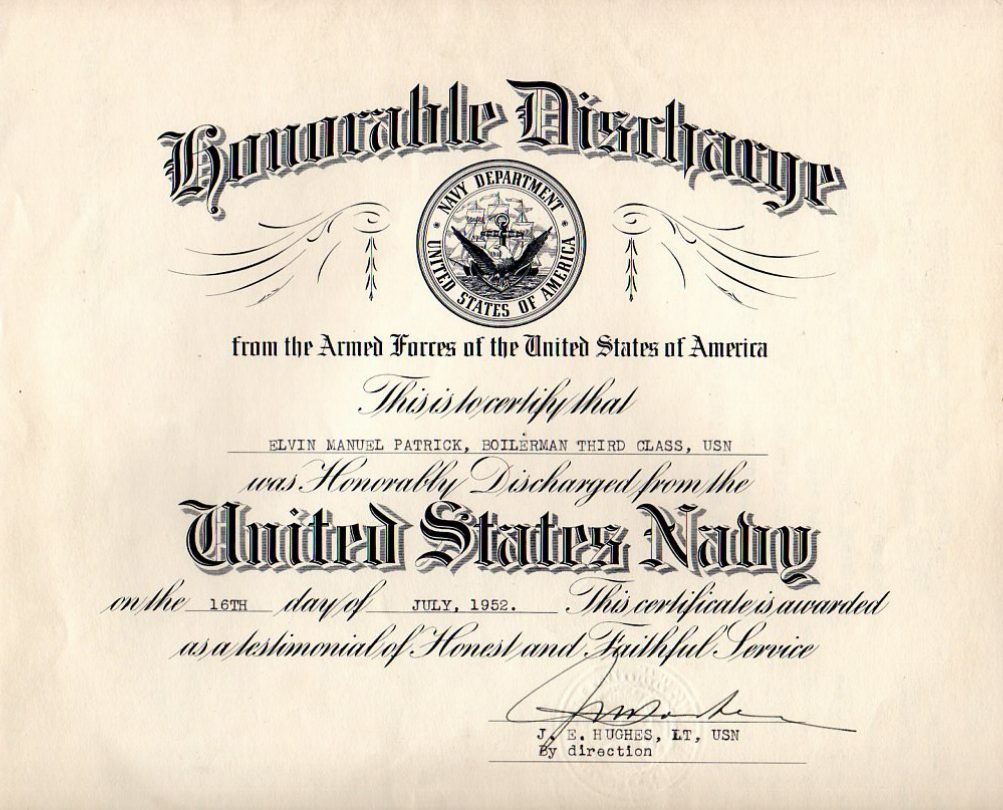 Honorable Discharge
NAVY DEPARTMENT
UNITED STATES OF AMERICA
from the Armed Forces of the United States of America
This is to certify that
ELVIN MANUEL PATRICK, BOILERMAN THIRD CLASS, USN
was Honorably Discharged from the
United States Navy
on the 16TH day of JULY, 1952. This certificate is awarded
as a testimonial of Honest and Faithful Service
J. E. HUGHES, LT, USN
By direction